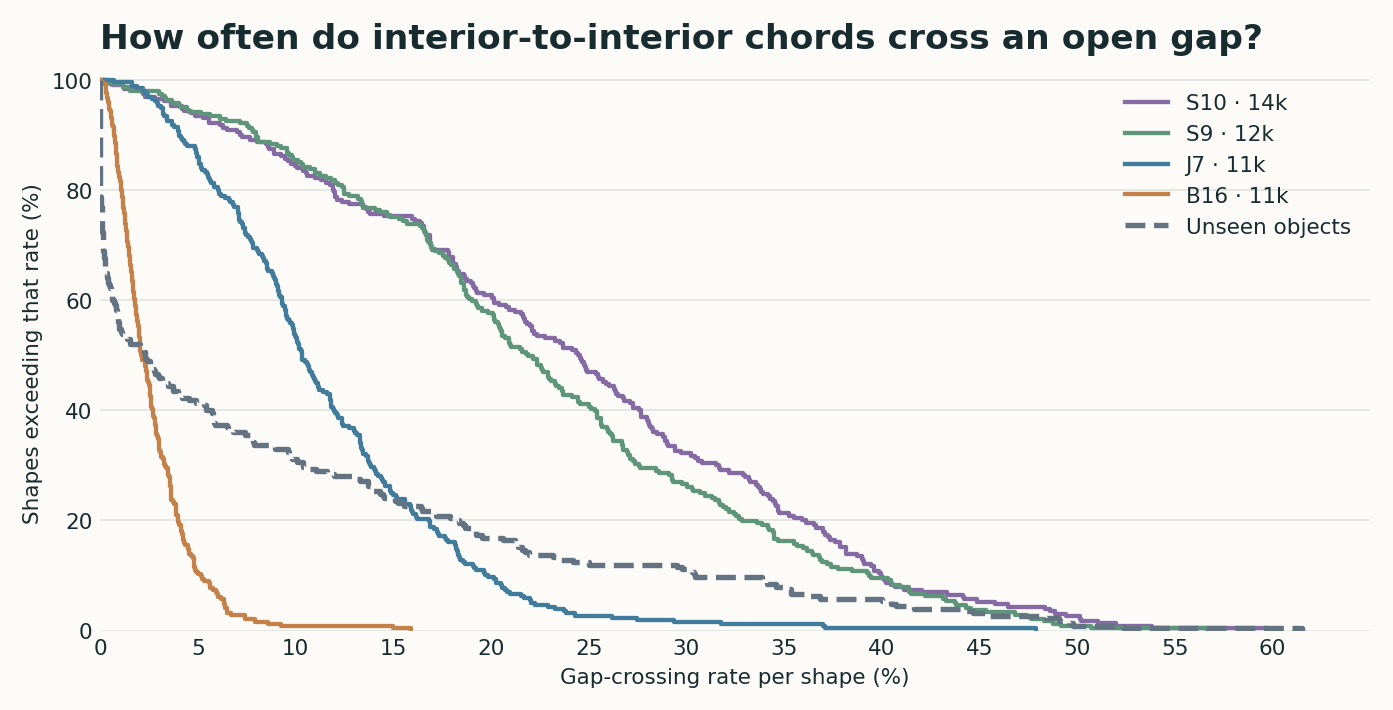 How often do interior-to-interior chords cross an open gap?
Shapes exceeding that rate (%)
100
80
60
40
20
0
S10 · 14k
S9 · 12k
J7 · 11k
B16 · 11k
Unseen objects
0 5 10 15 20 25 30 35 40 45 50 55 60
Gap-crossing rate per shape (%)